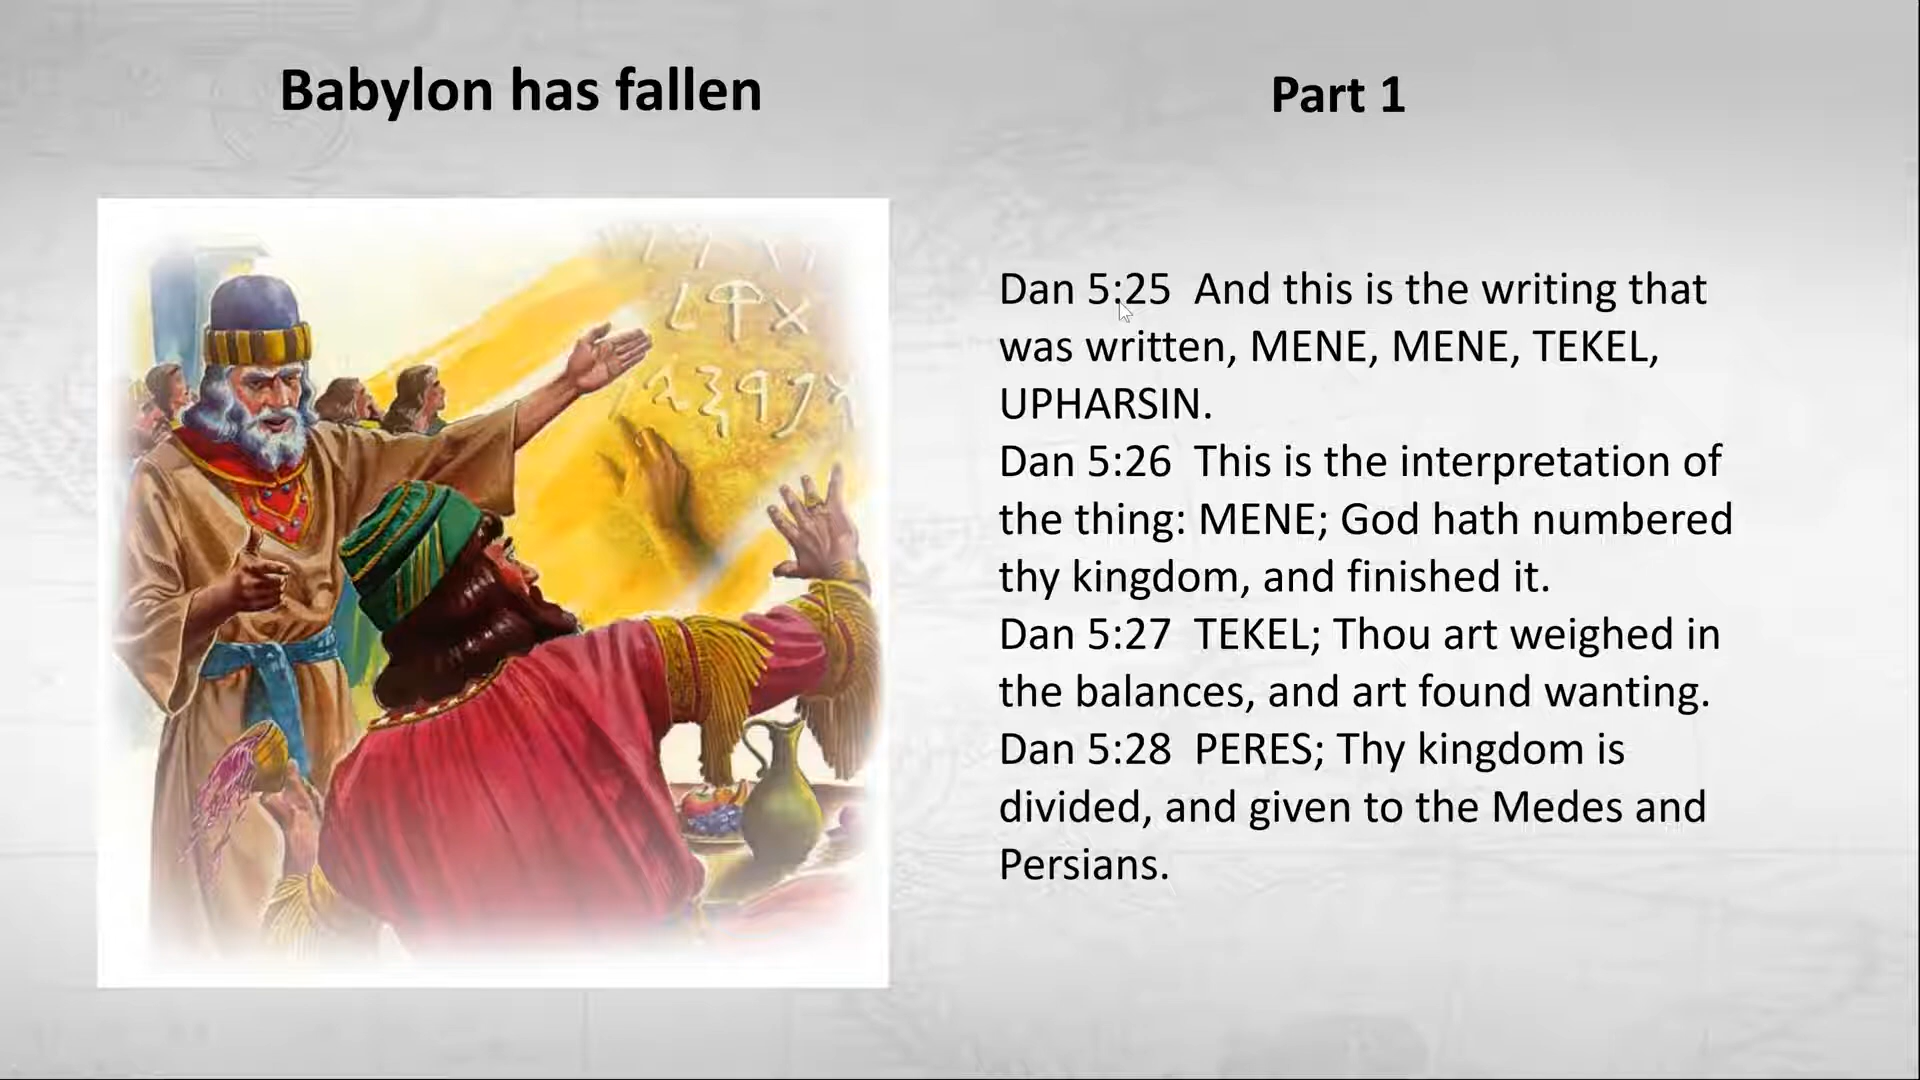 Babylon has fallen
Part 1
Dan 5:25  And this is the writing that
was written, MENE, MENE, TEKEL,
UPHARSIN.
Dan 5:26  This is the interpretation of
the thing: MENE; God hath numbered
thy kingdom, and finished it.
Dan 5:27  TEKEL; Thou art weighed in
the balances, and art found wanting.
Dan 5:28  PERES; Thy kingdom is
divided, and given to the Medes and
Persians.